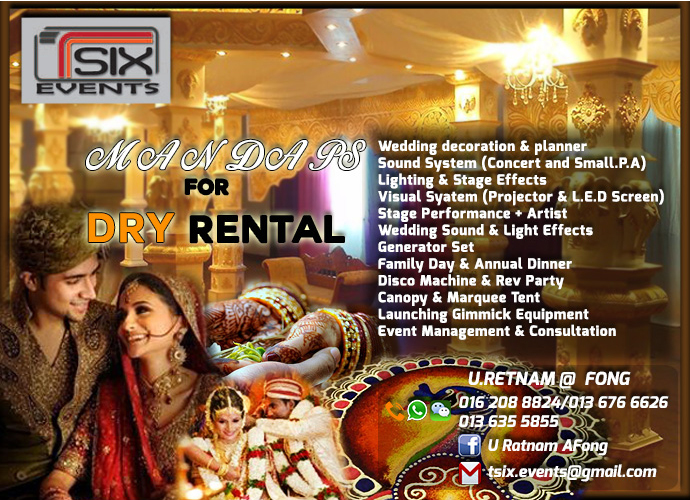 TSIX
EVENTS
MANDAPS
FOR
DRY RENTAL
Wedding decoration & planner
Sound System (Concert and Small.P.A)
Lighting & Stage Effects
Visual Syatem (Projector & L.E.D Screen)
Stage Performance + Artist
Wedding Sound & Light Effects
Generator Set
Family Day & Annual Dinner
Disco Machine & Rev Party
Canopy & Marquee Tent
Launching Gimmick Equipment
Event Management & Consultation
U.RETNAM @ FONG
016 208 8824/013 676 6626
013 635 5855
U Ratnam AFong
tsix.events@gmail.com